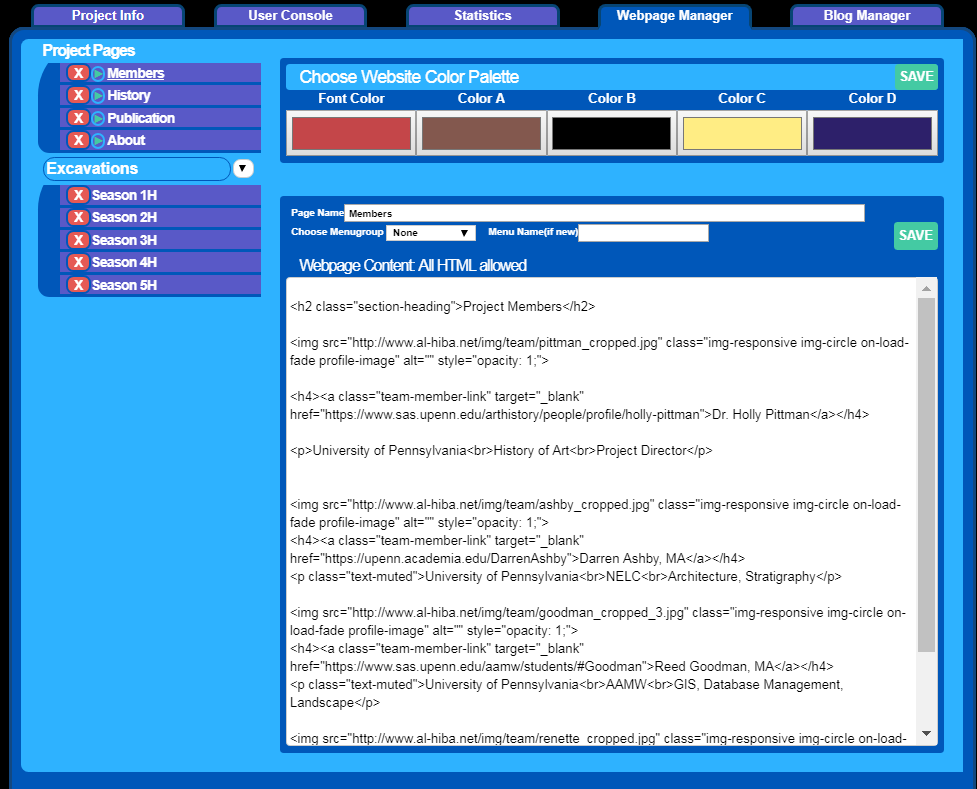 Project Info
User Console
Statistics
Webpage Manager
Blog Manager
Project Pages
X Members
X History
X Publication
X About
Excavations ▼
X Season 1H
X Season 2H
X Season 3H
X Season 4H
X Season 5H
Choose Website Color Palette
SAVE
Font Color
Color A
Color B
Color C
Color D
Page Name Members
Choose Menugroup None ▼ Menu Name(if new)
SAVE
Webpage Content: All HTML allowed
<h2 class="section-heading">Project Members</h2>
<img src="http://www.al-hiba.net/img/team/pittman_cropped.jpg" class="img-responsive img-circle on-load-
fade profile-image" alt="" style="opacity: 1;">
<h4><a class="team-member-link" target="_blank"
href="https://www.sas.upenn.edu/arthistory/people/profile/holly-pittman">Dr. Holly Pittman</a></h4>
<p>University of Pennsylvania<br>History of Art<br>Project Director</p>
<img src="http://www.al-hiba.net/img/team/ashby_cropped.jpg" class="img-responsive img-circle on-load-
fade profile-image" alt="" style="opacity: 1;">
<h4><a class="team-member-link" target="_blank"
href="https://upenn.academia.edu/DarrenAshby">Darren Ashby, MA</a></h4>
<p class="text-muted">University of Pennsylvania<br>NELC<br>Architecture, Stratigraphy</p>
<img src="http://www.al-hiba.net/img/team/goodman_cropped_3.jpg" class="img-responsive img-circle on-
load-fade profile-image" alt="" style="opacity: 1;">
<h4><a class="team-member-link" target="_blank"
href="https://www.sas.upenn.edu/aamw/students/#Goodman">Reed Goodman, MA</a></h4>
<p class="text-muted">University of Pennsylvania<br>AAMW<br>GIS, Database Management,
Landscape</p>
<img src="http://www.al-hiba.net/img/team/renette_cropped.jpg" class="img-responsive img-circle on-load-